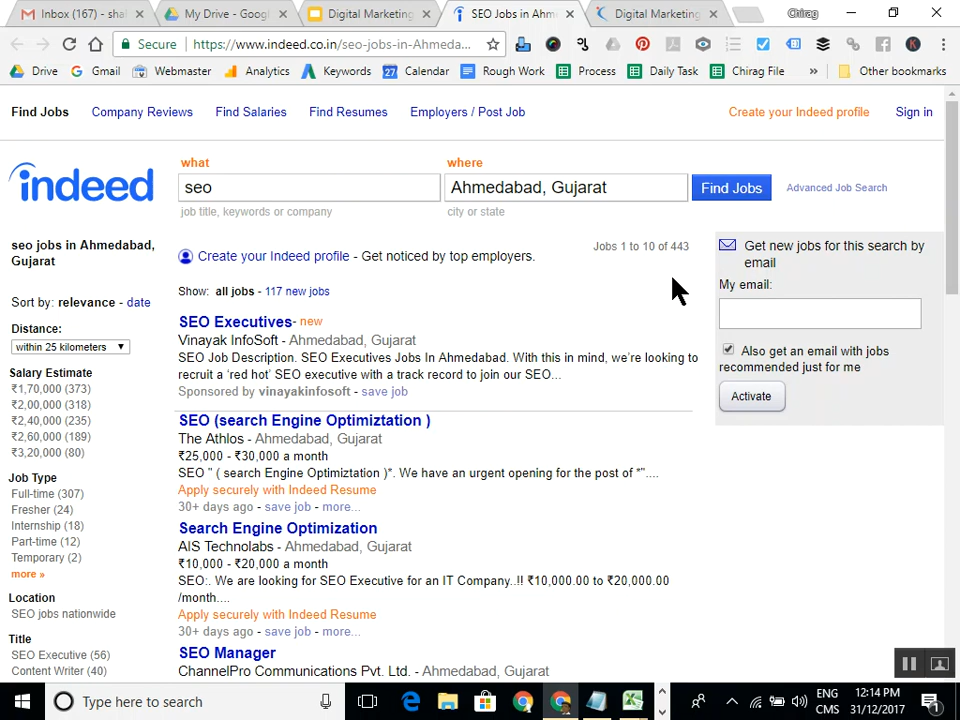 Inbox (167) - shal
My Drive - Googl
Digital Marketing
SEO Jobs in Ahm
Digital Marketing
Chirag
Secure
https://www.indeed.co.in/seo-jobs-in-Ahmeda...
Drive
Gmail
Webmaster
Analytics
Keywords
27
Calendar
Rough Work
Process
Daily Task
Chirag File
»
Other bookmarks
Find Jobs
Company Reviews
Find Salaries
Find Resumes
Employers / Post Job
Create your Indeed profile
Sign in
indeed
what
where
seo
Ahmedabad, Gujarat
Find Jobs
Advanced Job Search
job title, keywords or company
city or state
seo jobs in Ahmedabad,
Gujarat
Sort by: relevance - date
Distance:
within 25 kilometers
Salary Estimate
₹1,70,000 (373)
₹2,00,000 (318)
₹2,40,000 (235)
₹2,60,000 (189)
₹3,20,000 (80)
Job Type
Full-time (307)
Fresher (24)
Internship (18)
Part-time (12)
Temporary (2)
more »
Location
SEO jobs nationwide
Title
SEO Executive (56)
Content Writer (40)
Create your Indeed profile - Get noticed by top employers.
Jobs 1 to 10 of 443
Show: all jobs - 117 new jobs
SEO Executives- new
Vinayak InfoSoft - Ahmedabad, Gujarat
SEO Job Description. SEO Executives Jobs In Ahmedabad. With this in mind, we're looking to
recruit a 'red hot' SEO executive with a track record to join our SEO...
Sponsored by vinayakinfosoft - save job
SEO (search Engine Optimiztation )
The Athlos - Ahmedabad, Gujarat
₹25,000 - ₹30,000 a month
SEO " ( search Engine Optimiztation )*. We have an urgent opening for the post of *"....
Apply securely with Indeed Resume
30+ days ago - save job - more...
Search Engine Optimization
AIS Technolabs - Ahmedabad, Gujarat
₹10,000 - ₹20,000 a month
SEO:. We are looking for SEO Executive for an IT Company..!! ₹10,000.00 to ₹20,000.00
/month....
Apply securely with Indeed Resume
30+ days ago - save job - more...
SEO Manager
ChannelPro Communications Pvt. Ltd. - Ahmedabad, Gujarat
Get new jobs for this search by
email
My email:
Also get an email with jobs
recommended just for me
Activate
Type here to search
ENG
CMS
12:14 PM
31/12/2017
1